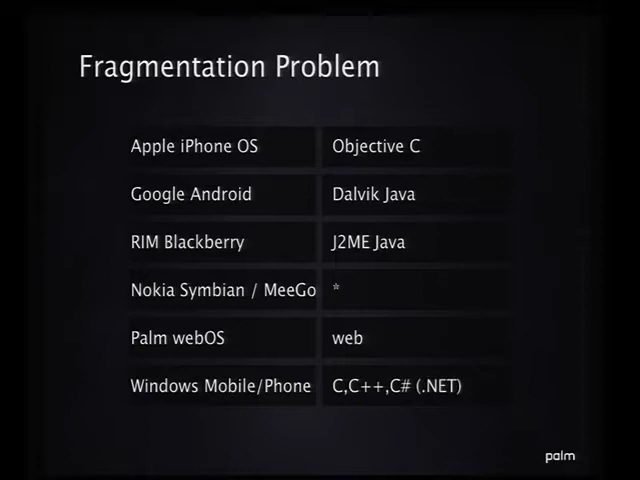 Fragmentation Problem
Apple iPhone OS Objective C
Google Android Dalvik Java
RIM Blackberry J2ME Java
Nokia Symbian / MeeGo *
Palm webOS web
Windows Mobile/Phone C,C++,C# (.NET)
palm